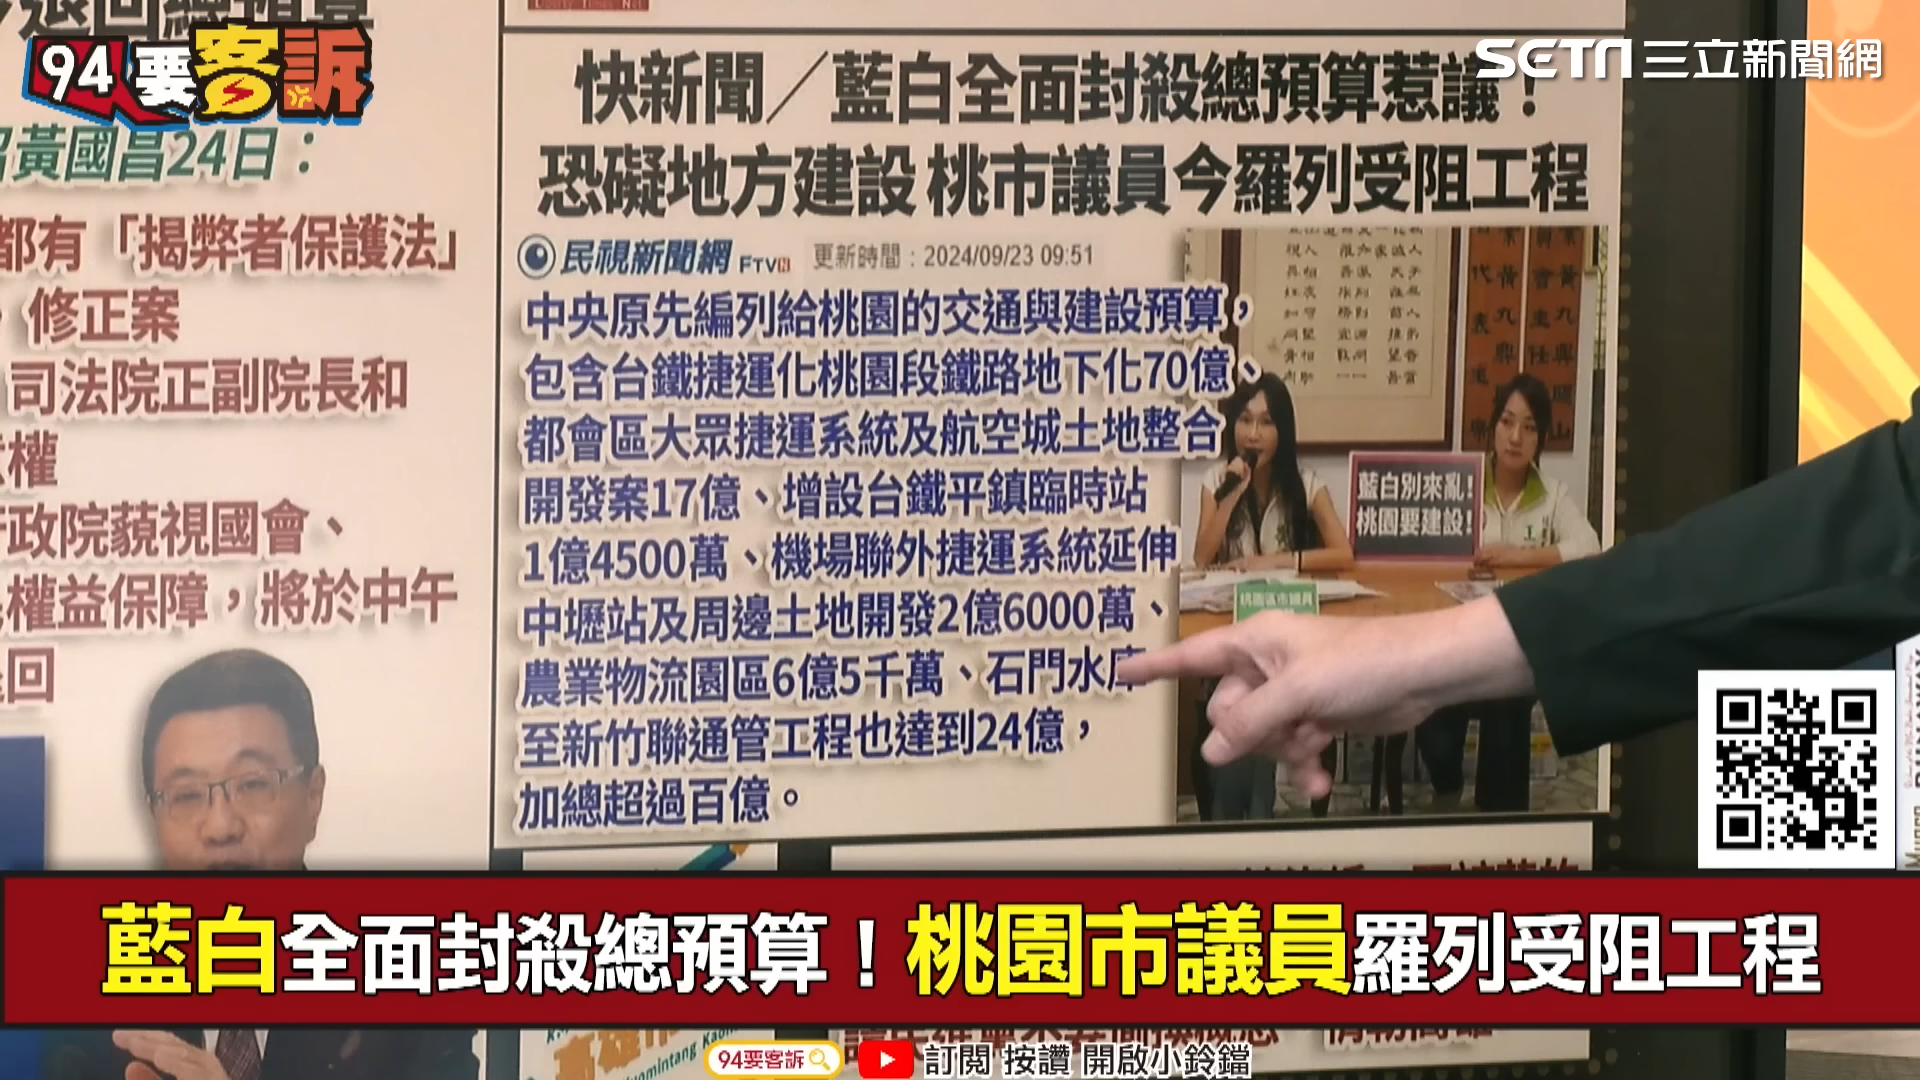 94要客訴
SETN三立新聞網
黃國昌24日：
都有「揭弊者保護法」
修正案
司法院正副院長和
權
政院藐視國會、
權益保障，將於中午
回
快新聞／藍白全面封殺總預算惹議！
恐礙地方建設 桃市議員今羅列受阻工程
民視新聞網 FTVN 更新時間：2024/09/23 09:51
中央原先編列給桃園的交通與建設預算，
包含台鐵捷運化桃園段鐵路地下化70億、
都會區大眾捷運系統及航空城土地整合
開發案17億、增設台鐵平鎮臨時站
1億4500萬、機場聯外捷運系統延伸
中壢站及周邊土地開發2億6000萬、
農業物流園區6億5千萬、石門水庫
至新竹聯通管工程也達到24億，
加總超過百億。
藍白別來亂！
桃園要建設！
桃園區市議員
藍白全面封殺總預算！桃園市議員羅列受阻工程
94要客訴
訂閱 按讚 開啟小鈴鐺